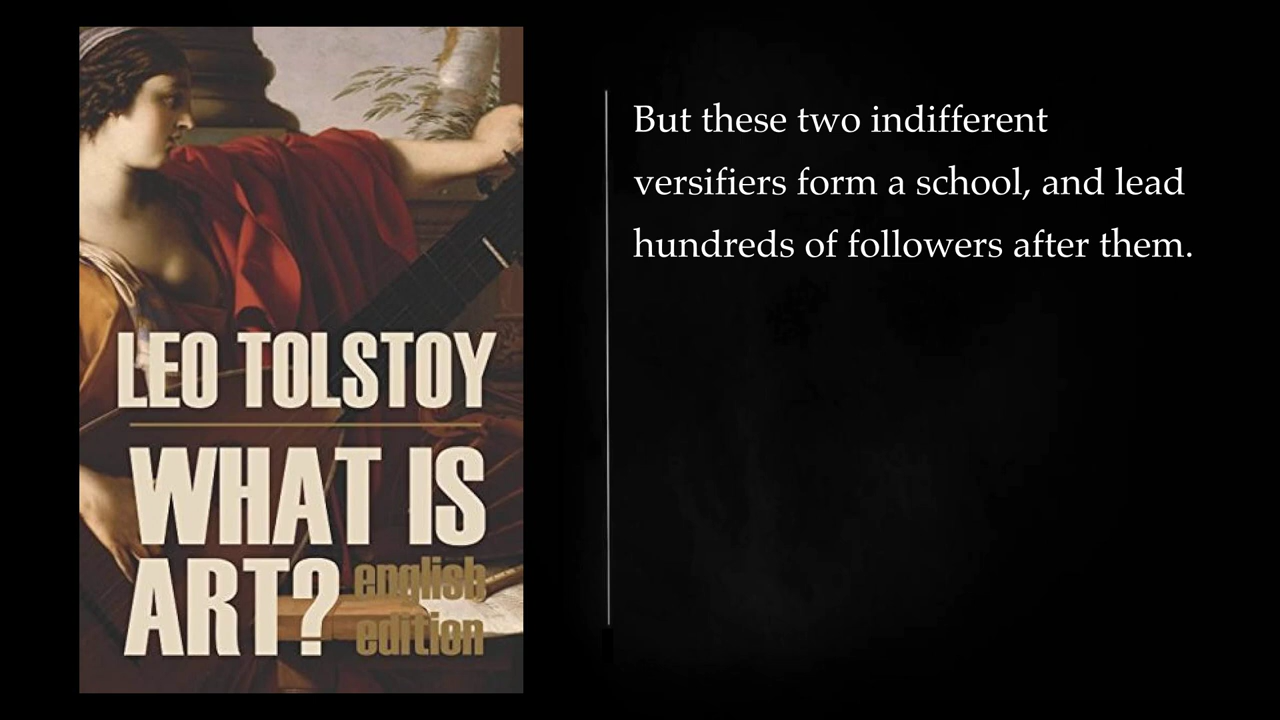 LEO TOLSTOY
WHAT IS
ART?
english
edition
But these two indifferent
versifiers form a school, and lead
hundreds of followers after them.